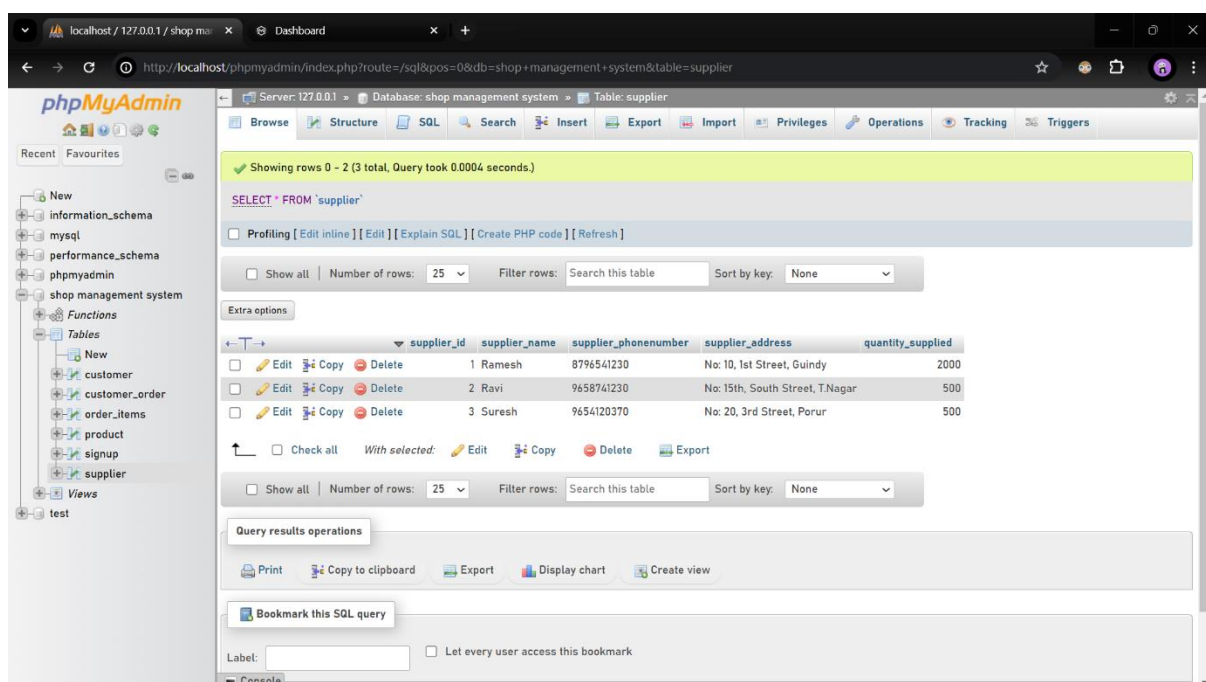 localhost / 127.0.0.1 / shop ma
Dashboard
http://localhost/phpmyadmin/index.php?route=/sql&pos=0&db=shop+management+system&table=supplier
phpMyAdmin
Recent Favourites
New
information_schema
mysql
performance_schema
phpmyadmin
shop management system
Functions
Tables
New
customer
customer_order
order_items
product
signup
supplier
Views
test
Server: 127.0.0.1 » Database: shop management system » Table: supplier
Browse Structure SQL Search Insert Export Import Privileges Operations Tracking Triggers
Showing rows 0 - 2 (3 total, Query took 0.0004 seconds.)
SELECT * FROM `supplier`
Profiling [ Edit inline ] [ Edit ] [ Explain SQL ] [ Create PHP code ] [ Refresh ]
Show all | Number of rows: 25 Filter rows: Search this table Sort by key: None
Extra options
supplier_id supplier_name supplier_phonenumber supplier_address quantity_supplied
Edit Copy Delete 1 Ramesh 8796541230 No: 10, 1st Street, Guindy 2000
Edit Copy Delete 2 Ravi 9658741230 No: 15th, South Street, T.Nagar 500
Edit Copy Delete 3 Suresh 9654120370 No: 20, 3rd Street, Porur 500
Check all With selected: Edit Copy Delete Export
Show all | Number of rows: 25 Filter rows: Search this table Sort by key: None
Query results operations
Print Copy to clipboard Export Display chart Create view
Bookmark this SQL query
Label: Let every user access this bookmark
Console